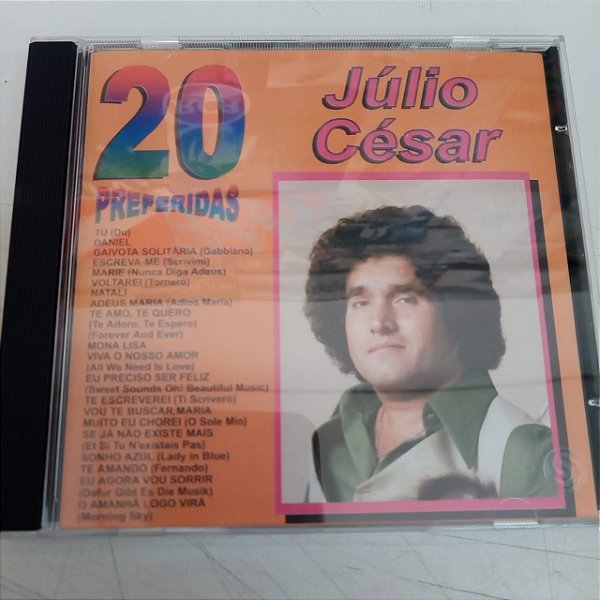 20
PREFERIDAS
Júlio
César
TU (Du)
DANIEL
GAIVOTA SOLITÁRIA (Gabbiano)
ESCREVA-ME (Scrivimi)
MARIE (Nunca Diga Adeus)
VOLTAREI (Tornerò)
NATALI
ADEUS MARIA (Adios Maria)
TE AMO, TE QUERO
(Te Adoro, Te Espero)
(Forever And Ever)
MONA LISA
VIVA O NOSSO AMOR
(All We Need Is Love)
EU PRECISO SER FELIZ
(Sweet Sounds Oh! Beautiful Music)
TE ESCREVEREI (Ti Scriverò)
VOU TE BUSCAR MARIA
MUITO EU CHOREI (O Sole Mio)
SE JÁ NÃO EXISTE MAIS
(Et Si Tu N'existais Pas)
SONHO AZUL (Lady in Blue)
TE AMANDO (Fernando)
EU AGORA VOU SORRIR
(Dafur Gibt Es Die Musik)
O AMANHÃ LOGO VIRÁ
(Morning Sky)